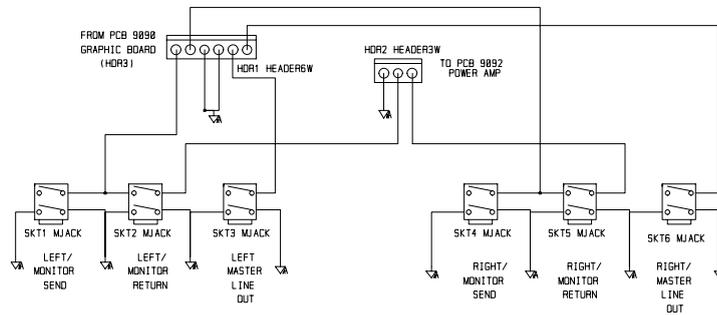 FROM PCB 9090
GRAPHIC BOARD
(HDR3)
HDR1 HEADER6W
HDR2 HEADER3W
TO PCB 9092
POWER AMP
A
A
SKT1 MJACK
SKT2 MJACK
SKT3 MJACK
SKT4 MJACK
SKT5 MJACK
SKT6 MJACK
A
A
A
A
A
A
A
A
LEFT/
MONITOR
SEND
LEFT/
MONITOR
RETURN
LEFT
MASTER
LINE
OUT
RIGHT/
MONITOR
SEND
RIGHT/
MONITOR
RETURN
RIGHT/
MASTER
LINE
OUT